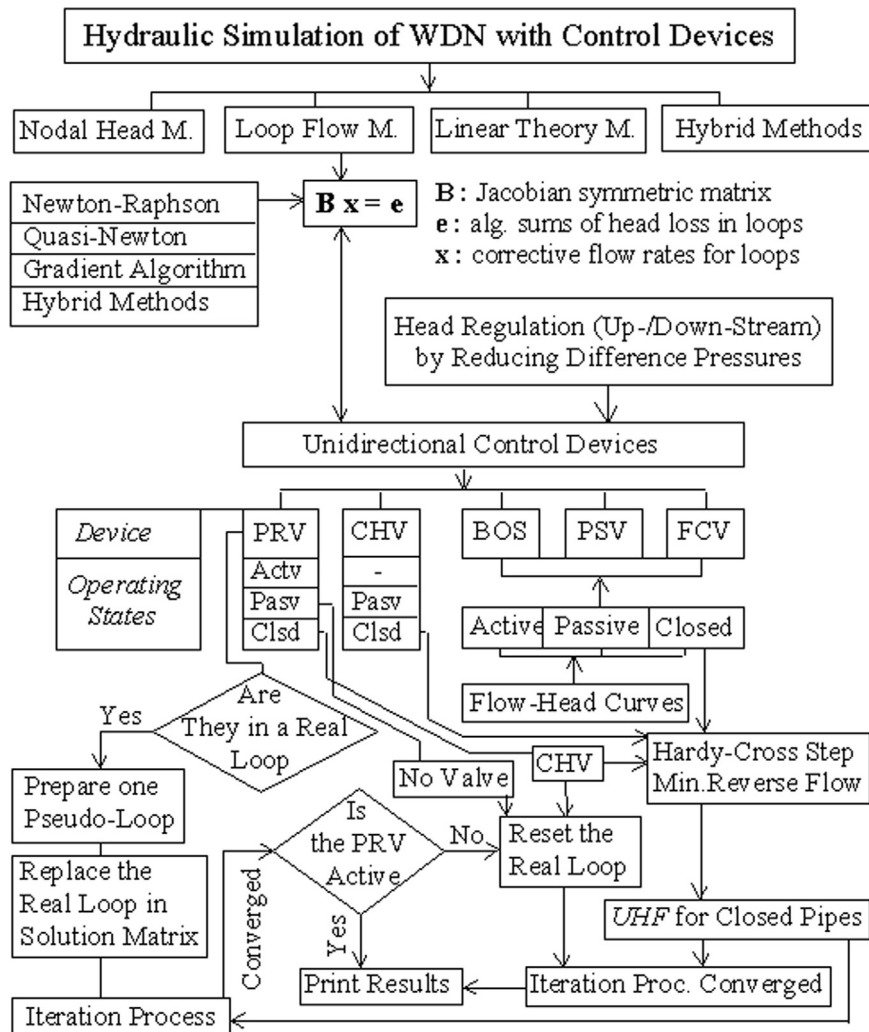 Hydraulic Simulation of WDN with Control Devices
Nodal Head M.
Loop Flow M.
Linear Theory M.
Hybrid Methods
Newton-Raphson
Quasi-Newton
Gradient Algorithm
Hybrid Methods
B x = e
B : Jacobian symmetric matrix
e : alg. sums of head loss in loops
x : corrective flow rates for loops
Head Regulation (Up-/Down-Stream)
by Reducing Difference Pressures
Unidirectional Control Devices
Device
PRV
CHV
BOS
PSV
FCV
Operating
States
Actv
-
Pasv
Pasv
Clsd
Clsd
Active
Passive
Closed
Flow-Head Curves
Are
They in a Real
Loop
Yes
Prepare one
Pseudo-Loop
No Valve
CHV
Hardy-Cross Step
Min.Reverse Flow
Replace the
Real Loop in
Solution Matrix
Converged
Is
the PRV
Active
No
Yes
Reset the
Real Loop
UHF for Closed Pipes
Print Results
Iteration Proc. Converged
Iteration Process